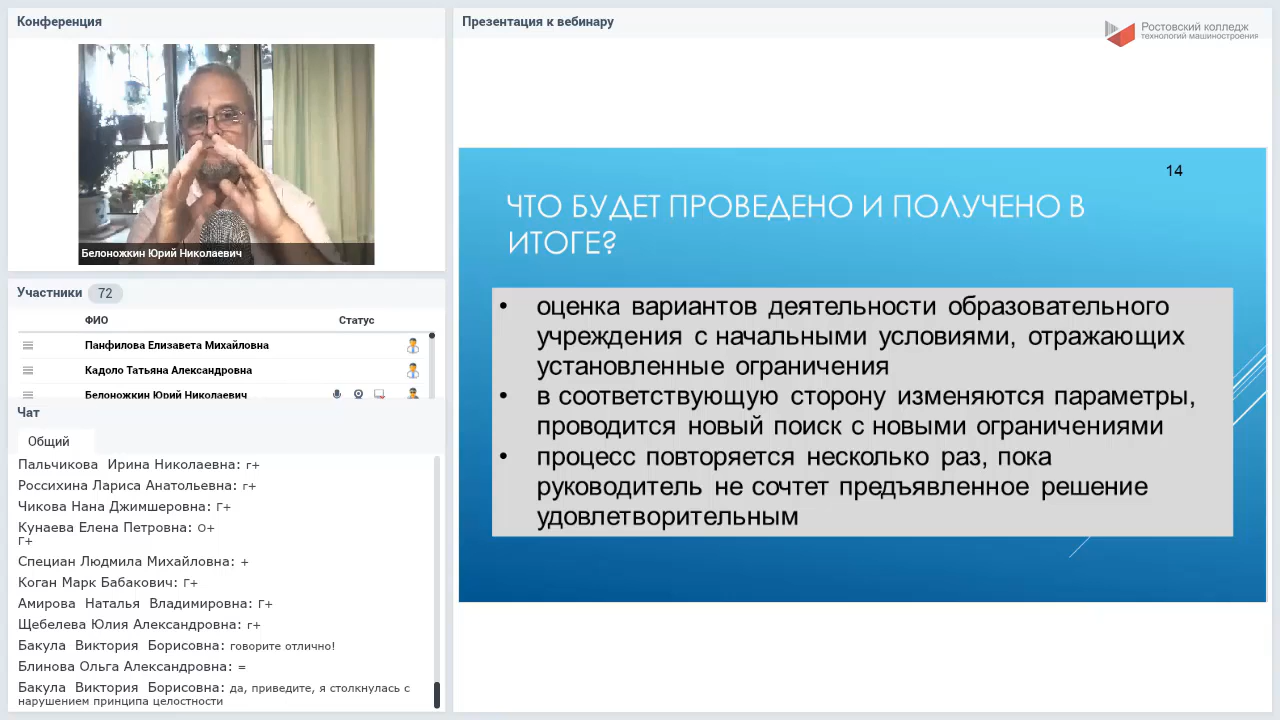 Конференция
Белоножкин Юрий Николаевич
Участники 72
ФИО Статус
Панфилова Елизавета Михайловна
Кадоло Татьяна Александровна
Белоножкин Юрий Николаевич
Чат
Общий
Пальчикова Ирина Николаевна: г+
Россихина Лариса Анатольевна: г+
Чикова Нана Джимшеровна: Г+
Кунаева Елена Петровна: О+
Г+
Специан Людмила Михайловна: +
Коган Марк Бабакович: Г+
Амирова Наталья Владимировна: Г+
Щебелева Юлия Александровна: г+
Бакула Виктория Борисовна: говорите отлично!
Блинова Ольга Александровна: =
Бакула Виктория Борисовна: да, приведите, я столкнулась с
нарушением принципа целостности
Презентация к вебинару
Ростовский колледж
технологий машиностроения
14
ЧТО БУДЕТ ПРОВЕДЕНО И ПОЛУЧЕНО В
ИТОГЕ?
• оценка вариантов деятельности образовательного
учреждения с начальными условиями, отражающих
установленные ограничения
• в соответствующую сторону изменяются параметры,
проводится новый поиск с новыми ограничениями
• процесс повторяется несколько раз, пока
руководитель не сочтет предъявленное решение
удовлетворительным